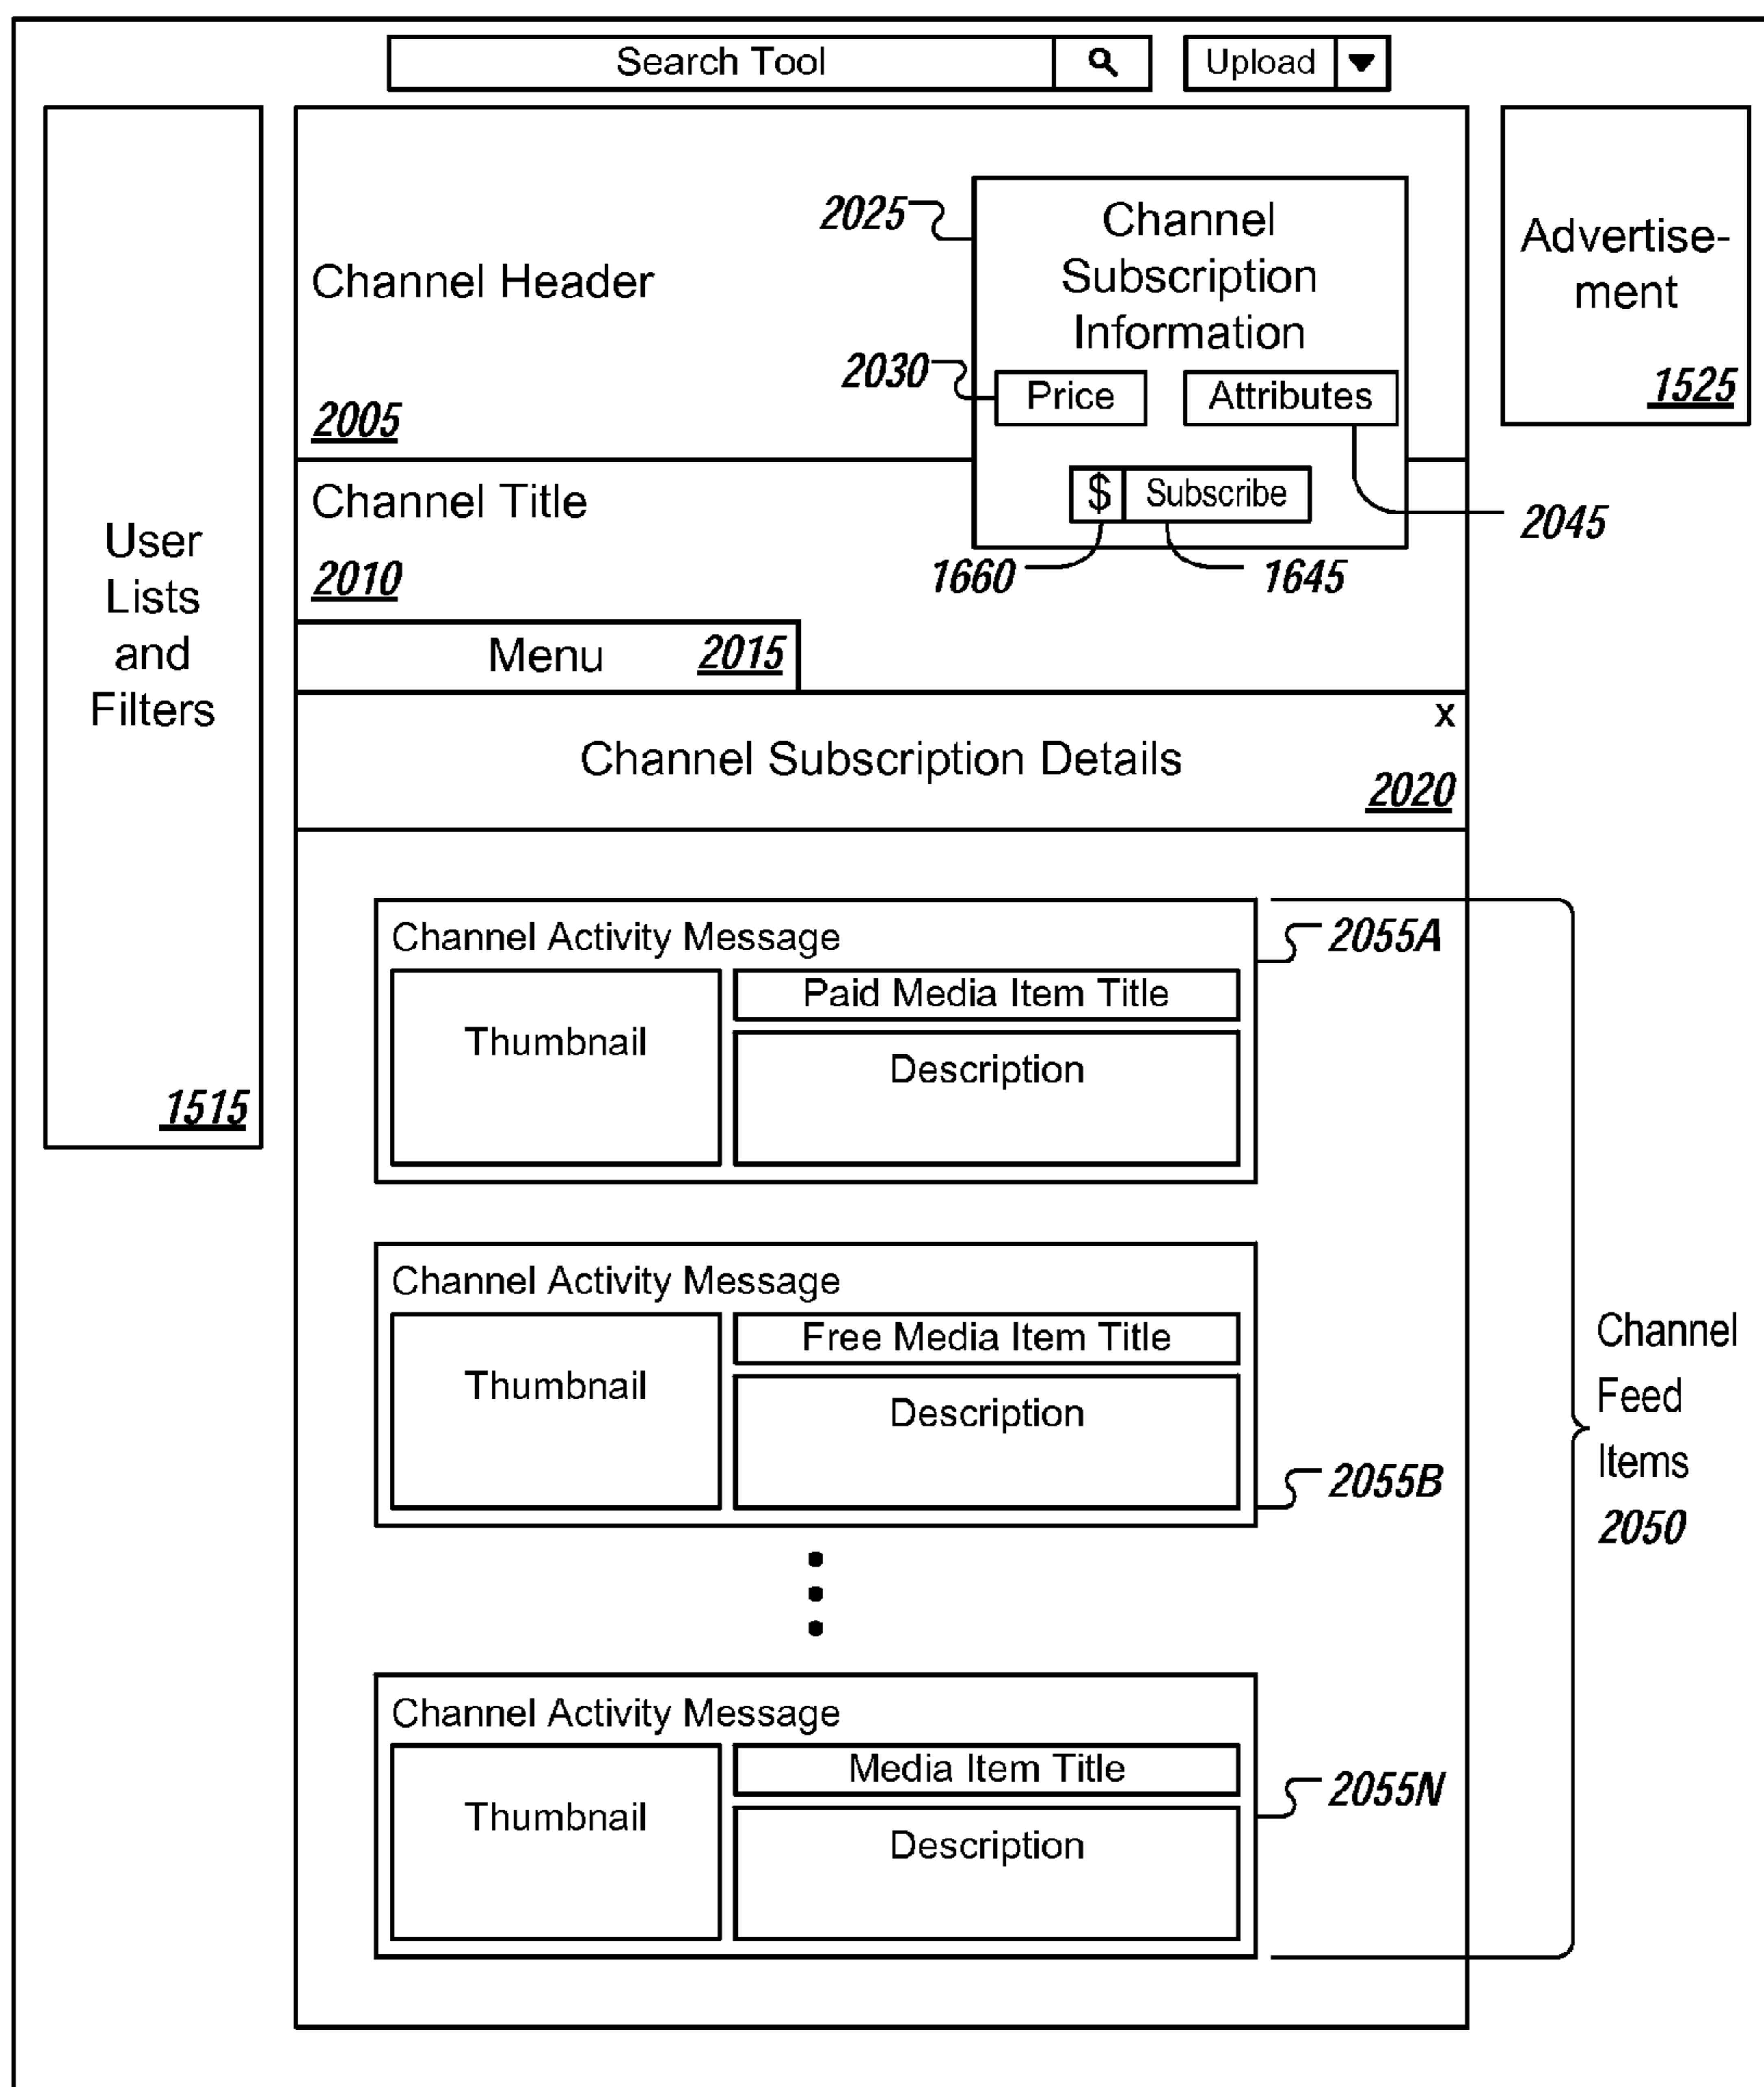 Search Tool
Upload
User
Lists
and
Filters
1515
Channel Header
2005
2025
Channel
Subscription
Information
2030
Price
Attributes
$
Subscribe
2045
1660
1645
Advertise-
ment
1525
Channel Title
2010
Menu
2015
x
Channel Subscription Details
2020
Channel Activity Message
2055A
Thumbnail
Paid Media Item Title
Description
Channel Activity Message
Thumbnail
Free Media Item Title
Description
2055B
Channel
Feed
Items
2050
Channel Activity Message
Thumbnail
Media Item Title
2055N
Description